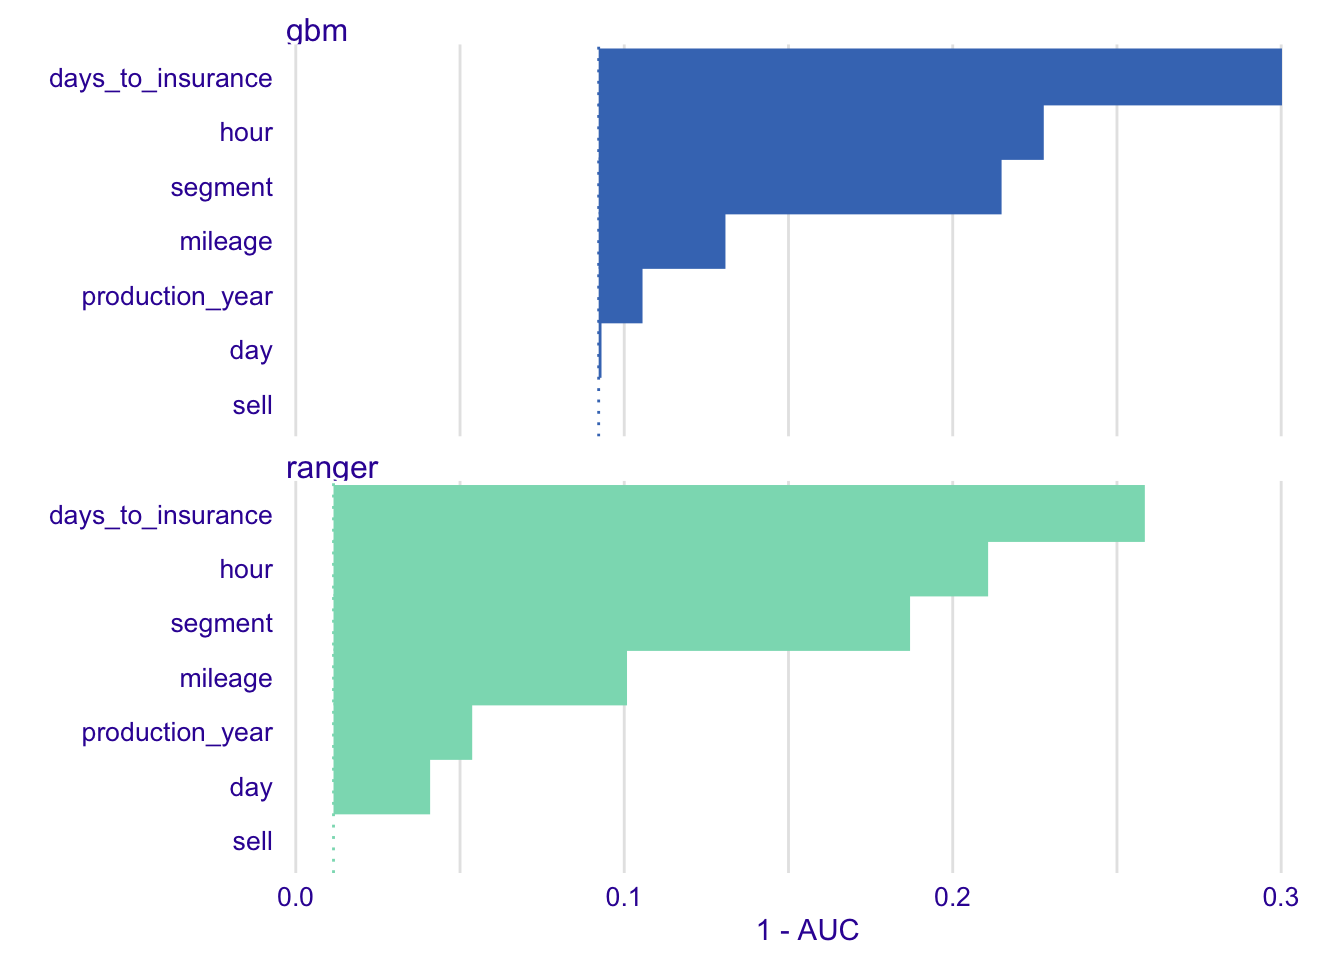 gbm
days_to_insurance
hour
segment
mileage
production_year
day
sell
ranger
days_to_insurance
hour
segment
mileage
production_year
day
sell
0.0 0.1 0.2 0.3
1 - AUC